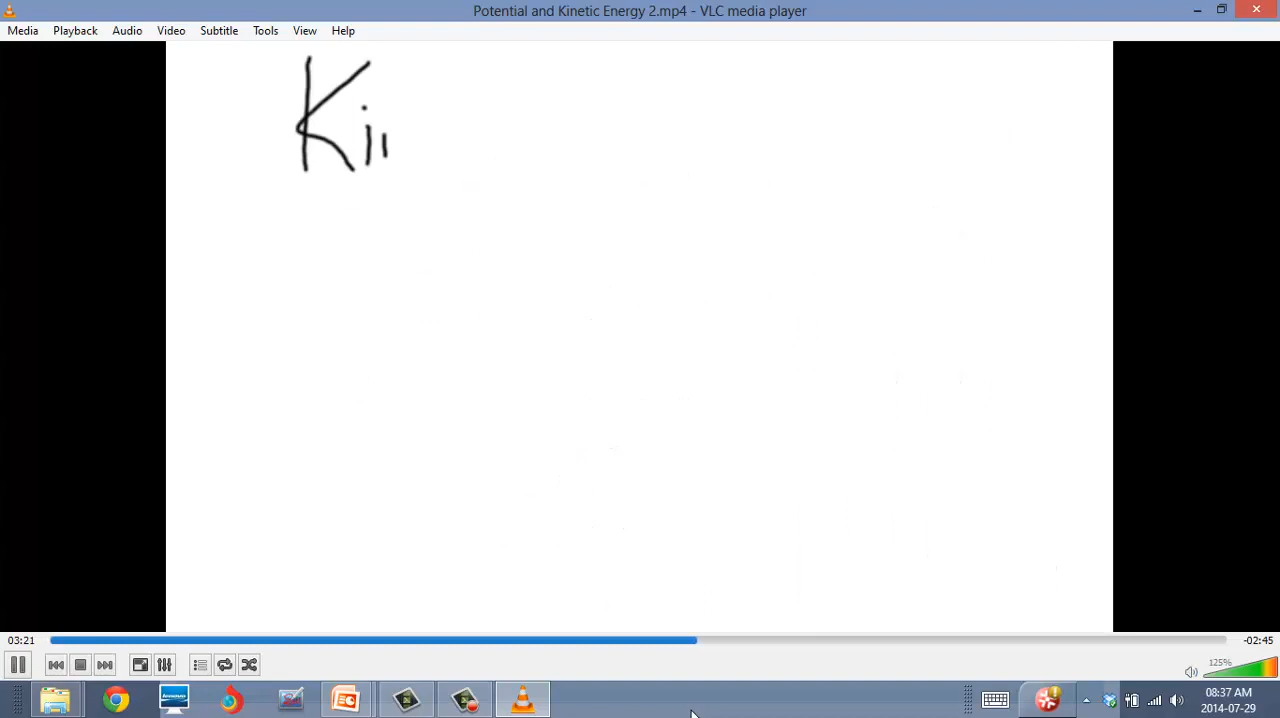 Potential and Kinetic Energy 2.mp4 - VLC media player
Media Playback Audio Video Subtitle Tools View Help
Ki
03:21 -02:45
125%
08:37 AM
2014-07-29